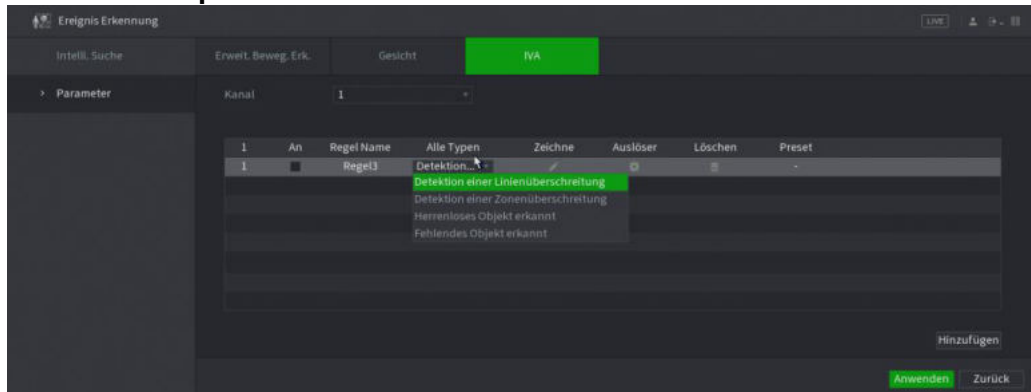 Ereignis Erkennung
LIVE
Intelli. Suche
Erweit. Beweg. Erk.
Gesicht
IVA
> Parameter
Kanal
1
1 An Regel Name Alle Typen Zeichne Auslöser Löschen Preset
1 Regel3 Detektion... -
Detektion einer Linienüberschreitung
Detektion einer Zonenüberschreitung
Herrenloses Objekt erkannt
Fehlendes Objekt erkannt
Hinzufügen
Anwenden
Zurück